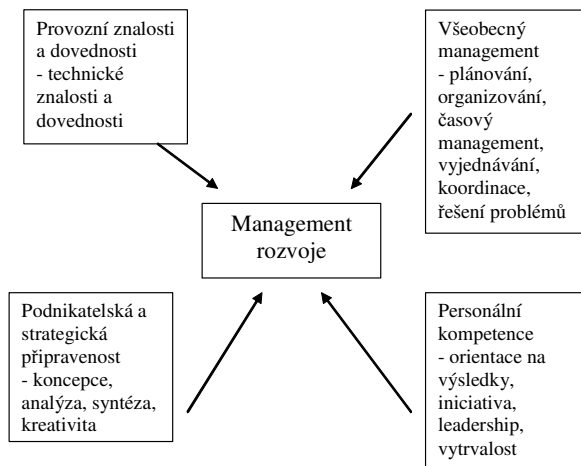 Provozní znalosti
a dovednosti
- technické
znalosti a
dovednosti
Všeobecný
management
- plánování,
organizování,
časový
management,
vyjednávání,
koordinace,
řešení problémů
Management
rozvoje
Podnikatelská a
strategická
připravenost
- koncepce,
analýza, syntéza,
kreativita
Personální
kompetence
- orientace na
výsledky,
iniciativa,
leadership,
vytrvalost